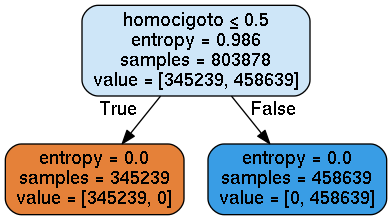 homocigoto ≤ 0.5
entropy = 0.986
samples = 803878
value = [345239, 458639]
True
False
entropy = 0.0
samples = 345239
value = [345239, 0]
entropy = 0.0
samples = 458639
value = [0, 458639]